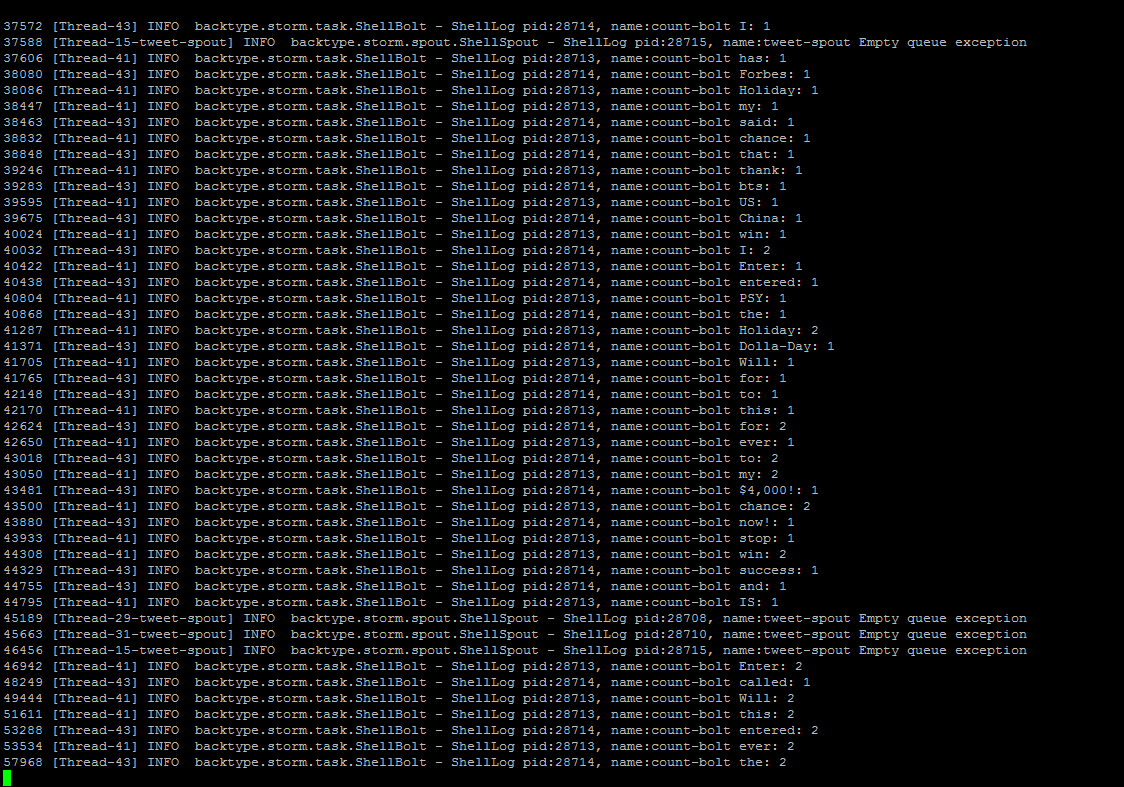 37572 [Thread-43] INFO  backtype.storm.task.ShellBolt - ShellLog pid:28714, name:count-bolt I: 1
37588 [Thread-15-tweet-spout] INFO  backtype.storm.spout.ShellSpout - ShellLog pid:28715, name:tweet-spout Empty queue exception
37606 [Thread-41] INFO  backtype.storm.task.ShellBolt - ShellLog pid:28713, name:count-bolt has: 1
38080 [Thread-43] INFO  backtype.storm.task.ShellBolt - ShellLog pid:28714, name:count-bolt Forbes: 1
38086 [Thread-41] INFO  backtype.storm.task.ShellBolt - ShellLog pid:28713, name:count-bolt Holiday: 1
38447 [Thread-41] INFO  backtype.storm.task.ShellBolt - ShellLog pid:28713, name:count-bolt my: 1
38463 [Thread-43] INFO  backtype.storm.task.ShellBolt - ShellLog pid:28714, name:count-bolt said: 1
38832 [Thread-41] INFO  backtype.storm.task.ShellBolt - ShellLog pid:28713, name:count-bolt chance: 1
38848 [Thread-43] INFO  backtype.storm.task.ShellBolt - ShellLog pid:28714, name:count-bolt that: 1
39246 [Thread-41] INFO  backtype.storm.task.ShellBolt - ShellLog pid:28713, name:count-bolt thank: 1
39283 [Thread-43] INFO  backtype.storm.task.ShellBolt - ShellLog pid:28714, name:count-bolt bts: 1
39595 [Thread-41] INFO  backtype.storm.task.ShellBolt - ShellLog pid:28713, name:count-bolt US: 1
39675 [Thread-43] INFO  backtype.storm.task.ShellBolt - ShellLog pid:28714, name:count-bolt China: 1
40024 [Thread-41] INFO  backtype.storm.task.ShellBolt - ShellLog pid:28713, name:count-bolt win: 1
40032 [Thread-43] INFO  backtype.storm.task.ShellBolt - ShellLog pid:28714, name:count-bolt I: 2
40422 [Thread-41] INFO  backtype.storm.task.ShellBolt - ShellLog pid:28713, name:count-bolt Enter: 1
40438 [Thread-43] INFO  backtype.storm.task.ShellBolt - ShellLog pid:28714, name:count-bolt entered: 1
40804 [Thread-41] INFO  backtype.storm.task.ShellBolt - ShellLog pid:28713, name:count-bolt PSY: 1
40868 [Thread-43] INFO  backtype.storm.task.ShellBolt - ShellLog pid:28714, name:count-bolt the: 1
41287 [Thread-41] INFO  backtype.storm.task.ShellBolt - ShellLog pid:28713, name:count-bolt Holiday: 2
41371 [Thread-43] INFO  backtype.storm.task.ShellBolt - ShellLog pid:28714, name:count-bolt Dolla-Day: 1
41705 [Thread-41] INFO  backtype.storm.task.ShellBolt - ShellLog pid:28713, name:count-bolt Will: 1
41765 [Thread-43] INFO  backtype.storm.task.ShellBolt - ShellLog pid:28714, name:count-bolt for: 1
42148 [Thread-43] INFO  backtype.storm.task.ShellBolt - ShellLog pid:28714, name:count-bolt to: 1
42170 [Thread-41] INFO  backtype.storm.task.ShellBolt - ShellLog pid:28713, name:count-bolt this: 1
42624 [Thread-43] INFO  backtype.storm.task.ShellBolt - ShellLog pid:28714, name:count-bolt for: 2
42650 [Thread-41] INFO  backtype.storm.task.ShellBolt - ShellLog pid:28713, name:count-bolt ever: 1
43018 [Thread-43] INFO  backtype.storm.task.ShellBolt - ShellLog pid:28714, name:count-bolt to: 2
43050 [Thread-41] INFO  backtype.storm.task.ShellBolt - ShellLog pid:28713, name:count-bolt my: 2
43481 [Thread-43] INFO  backtype.storm.task.ShellBolt - ShellLog pid:28714, name:count-bolt $4,000!: 1
43500 [Thread-41] INFO  backtype.storm.task.ShellBolt - ShellLog pid:28713, name:count-bolt chance: 2
43880 [Thread-43] INFO  backtype.storm.task.ShellBolt - ShellLog pid:28714, name:count-bolt now!: 1
43933 [Thread-41] INFO  backtype.storm.task.ShellBolt - ShellLog pid:28713, name:count-bolt stop: 1
44308 [Thread-41] INFO  backtype.storm.task.ShellBolt - ShellLog pid:28713, name:count-bolt win: 2
44329 [Thread-43] INFO  backtype.storm.task.ShellBolt - ShellLog pid:28714, name:count-bolt success: 1
44755 [Thread-43] INFO  backtype.storm.task.ShellBolt - ShellLog pid:28714, name:count-bolt and: 1
44795 [Thread-41] INFO  backtype.storm.task.ShellBolt - ShellLog pid:28713, name:count-bolt IS: 1
45189 [Thread-29-tweet-spout] INFO  backtype.storm.spout.ShellSpout - ShellLog pid:28708, name:tweet-spout Empty queue exception
45663 [Thread-31-tweet-spout] INFO  backtype.storm.spout.ShellSpout - ShellLog pid:28710, name:tweet-spout Empty queue exception
46456 [Thread-15-tweet-spout] INFO  backtype.storm.spout.ShellSpout - ShellLog pid:28715, name:tweet-spout Empty queue exception
46942 [Thread-41] INFO  backtype.storm.task.ShellBolt - ShellLog pid:28713, name:count-bolt Enter: 2
48249 [Thread-43] INFO  backtype.storm.task.ShellBolt - ShellLog pid:28714, name:count-bolt called: 1
49444 [Thread-41] INFO  backtype.storm.task.ShellBolt - ShellLog pid:28713, name:count-bolt Will: 2
51611 [Thread-41] INFO  backtype.storm.task.ShellBolt - ShellLog pid:28713, name:count-bolt this: 2
53288 [Thread-43] INFO  backtype.storm.task.ShellBolt - ShellLog pid:28714, name:count-bolt entered: 2
53534 [Thread-41] INFO  backtype.storm.task.ShellBolt - ShellLog pid:28713, name:count-bolt ever: 2
57968 [Thread-43] INFO  backtype.storm.task.ShellBolt - ShellLog pid:28714, name:count-bolt the: 2